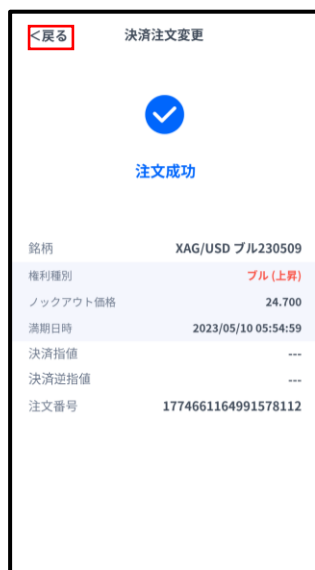 <戻る 決済注文変更
注文成功
銘柄 XAG/USD ブル230509
権利種別 ブル (上昇)
ノックアウト価格 24.700
満期日時 2023/05/10 05:54:59
決済指値 ---
決済逆指値 ---
注文番号 1774661164991578112